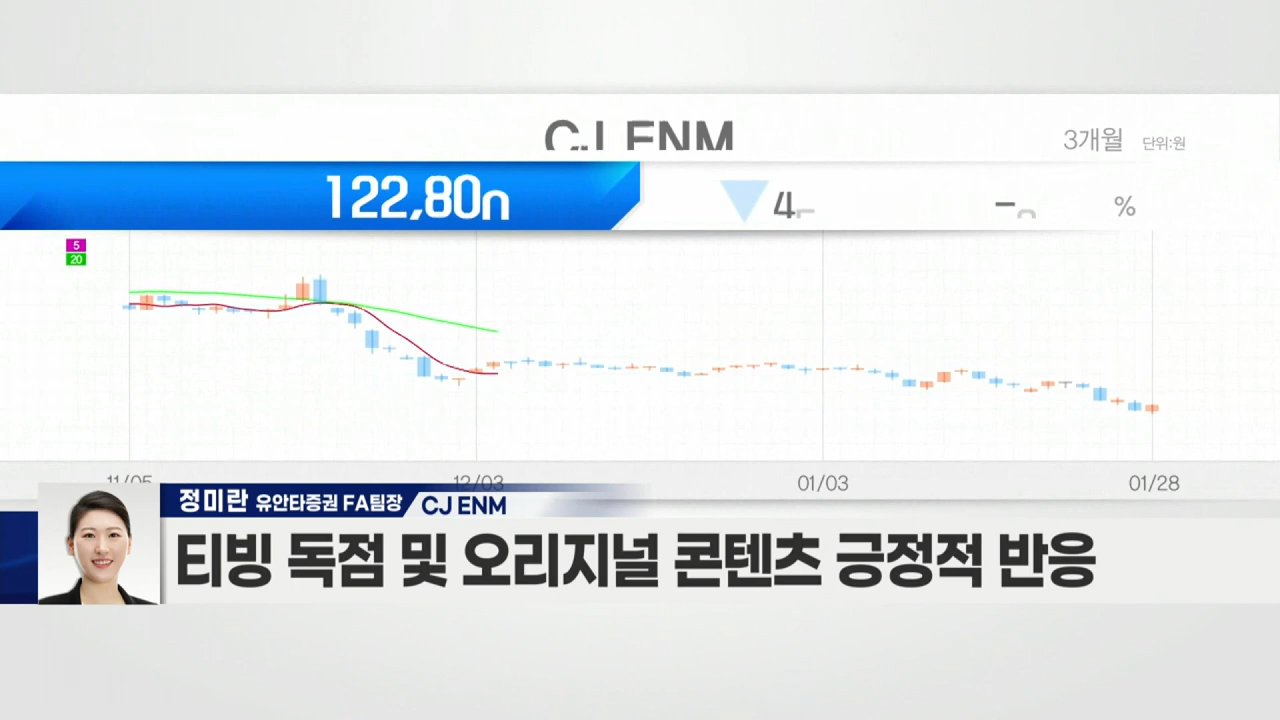 CJ ENM
3개월 단위:원
%
5
20
11/05 12/03 01/03 01/28
정미란 유안타증권 FA팀장 CJ ENM
티빙 독점 및 오리지널 콘텐츠 긍정적 반응